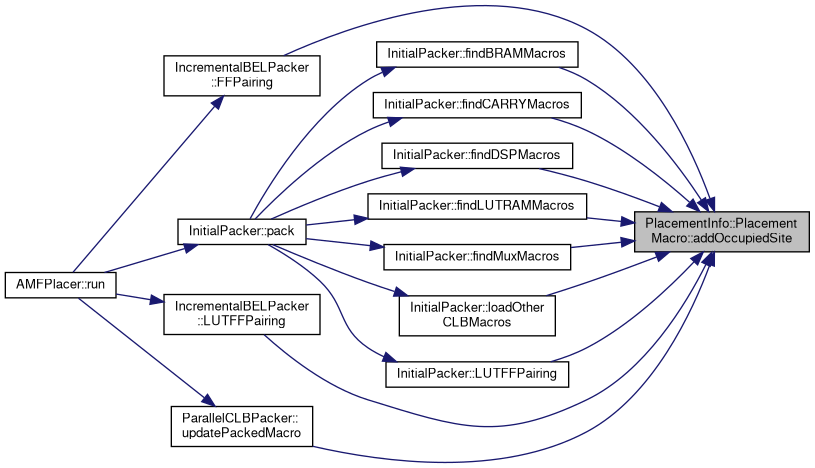 IncrementalBELPacker
::FFPairing
InitialPacker::findBRAMMacros
InitialPacker::findCARRYMacros
InitialPacker::findDSPMacros
InitialPacker::findLUTRAMMacros
PlacementInfo::Placement
Macro::addOccupiedSite
InitialPacker::pack
InitialPacker::findMuxMacros
AMFPlacer::run
IncrementalBELPacker
::LUTFFPairing
InitialPacker::loadOther
CLBMacros
InitialPacker::LUTFFPairing
ParallelCLBPacker::
updatePackedMacro